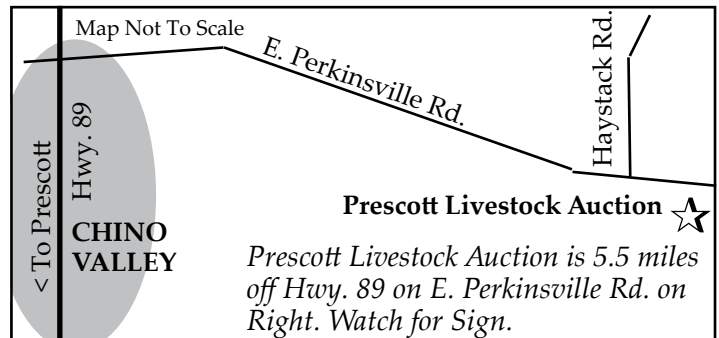 Map Not To Scale
E. Perkinsville Rd.
Haystack Rd.
< To Prescott
Hwy. 89
CHINO
VALLEY
Prescott Livestock Auction
Prescott Livestock Auction is 5.5 miles
off Hwy. 89 on E. Perkinsville Rd. on
Right. Watch for Sign.